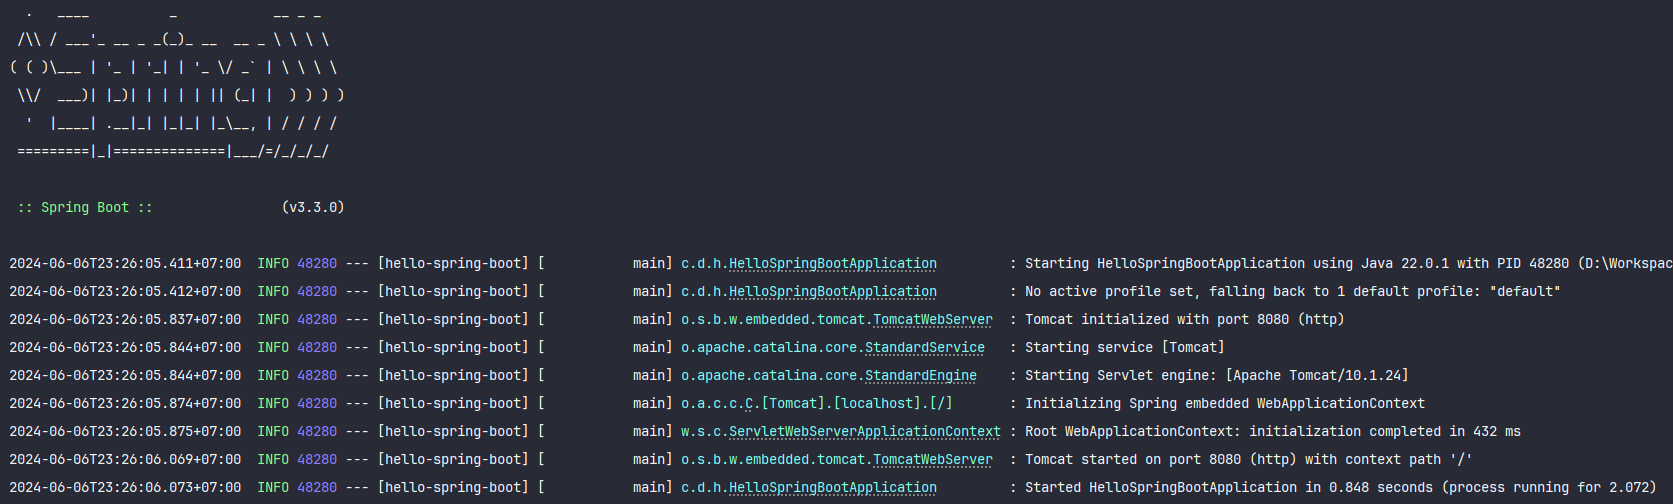 .   ____          _            __ _ _
 /\\ / ___'_ __ _ _(_)_ __  __ _ \ \ \ \
( ( )\___ | '_ | '_| | '_ \/ _` | \ \ \ \
 \\/  ___)| |_)| | | | | || (_| |  ) ) ) )
  '  |____| .__|_| |_|_| |_\__, | / / / /
 =========|_|==============|___/=/_/_/_/

 :: Spring Boot ::                (v3.3.0)

2024-06-06T23:26:05.411+07:00  INFO 48280 --- [hello-spring-boot] [           main] c.d.h.HelloSpringBootApplication         : Starting HelloSpringBootApplication using Java 22.0.1 with PID 48280 (D:\Workspac
2024-06-06T23:26:05.412+07:00  INFO 48280 --- [hello-spring-boot] [           main] c.d.h.HelloSpringBootApplication         : No active profile set, falling back to 1 default profile: "default"
2024-06-06T23:26:05.837+07:00  INFO 48280 --- [hello-spring-boot] [           main] o.s.b.w.embedded.tomcat.TomcatWebServer  : Tomcat initialized with port 8080 (http)
2024-06-06T23:26:05.844+07:00  INFO 48280 --- [hello-spring-boot] [           main] o.apache.catalina.core.StandardService   : Starting service [Tomcat]
2024-06-06T23:26:05.844+07:00  INFO 48280 --- [hello-spring-boot] [           main] o.apache.catalina.core.StandardEngine    : Starting Servlet engine: [Apache Tomcat/10.1.24]
2024-06-06T23:26:05.874+07:00  INFO 48280 --- [hello-spring-boot] [           main] o.a.c.c.C.[Tomcat].[localhost].[/]       : Initializing Spring embedded WebApplicationContext
2024-06-06T23:26:05.875+07:00  INFO 48280 --- [hello-spring-boot] [           main] w.s.c.ServletWebServerApplicationContext : Root WebApplicationContext: initialization completed in 432 ms
2024-06-06T23:26:06.069+07:00  INFO 48280 --- [hello-spring-boot] [           main] o.s.b.w.embedded.tomcat.TomcatWebServer  : Tomcat started on port 8080 (http) with context path '/'
2024-06-06T23:26:06.073+07:00  INFO 48280 --- [hello-spring-boot] [           main] c.d.h.HelloSpringBootApplication         : Started HelloSpringBootApplication in 0.848 seconds (process running for 2.072)